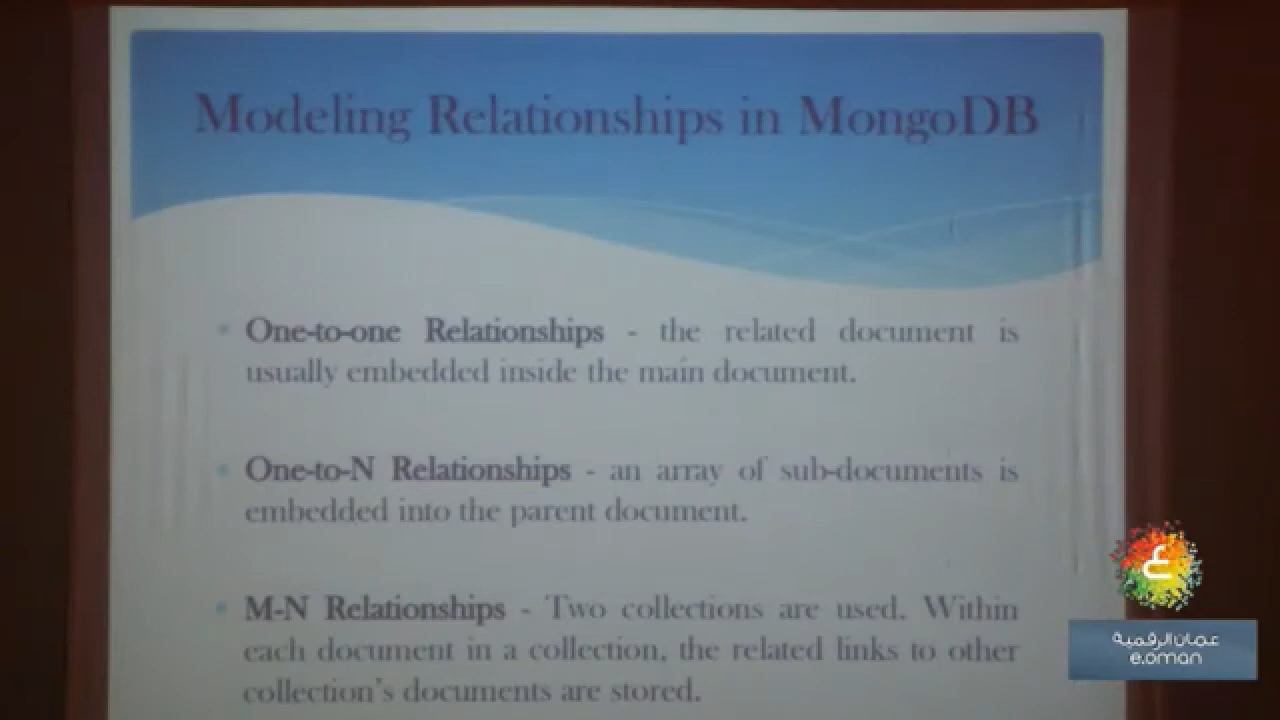 Modeling Relationships in MongoDB
One-to-one Relationships - the related document is
usually embedded inside the main document.
One-to-N Relationships - an array of sub-documents is
embedded into the parent document.
M-N Relationships - Two collections are used. Within
each document in a collection, the related links to other
collection's documents are stored.
ع
عمان الرقمية
e.oman